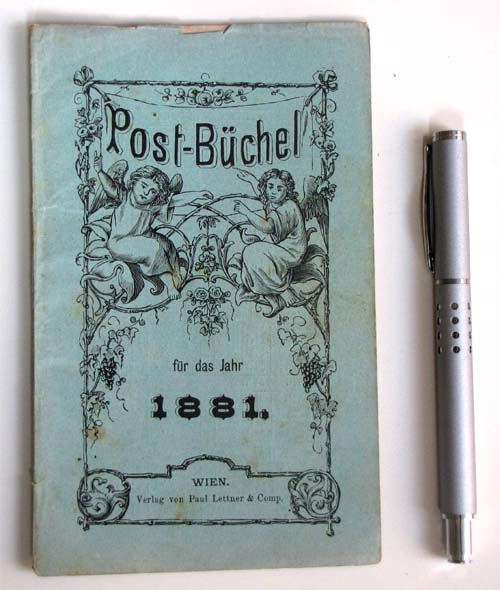 Post-Büchel
für das Jahr
1881.
WIEN.
Verlag von Paul Lettner & Comp.